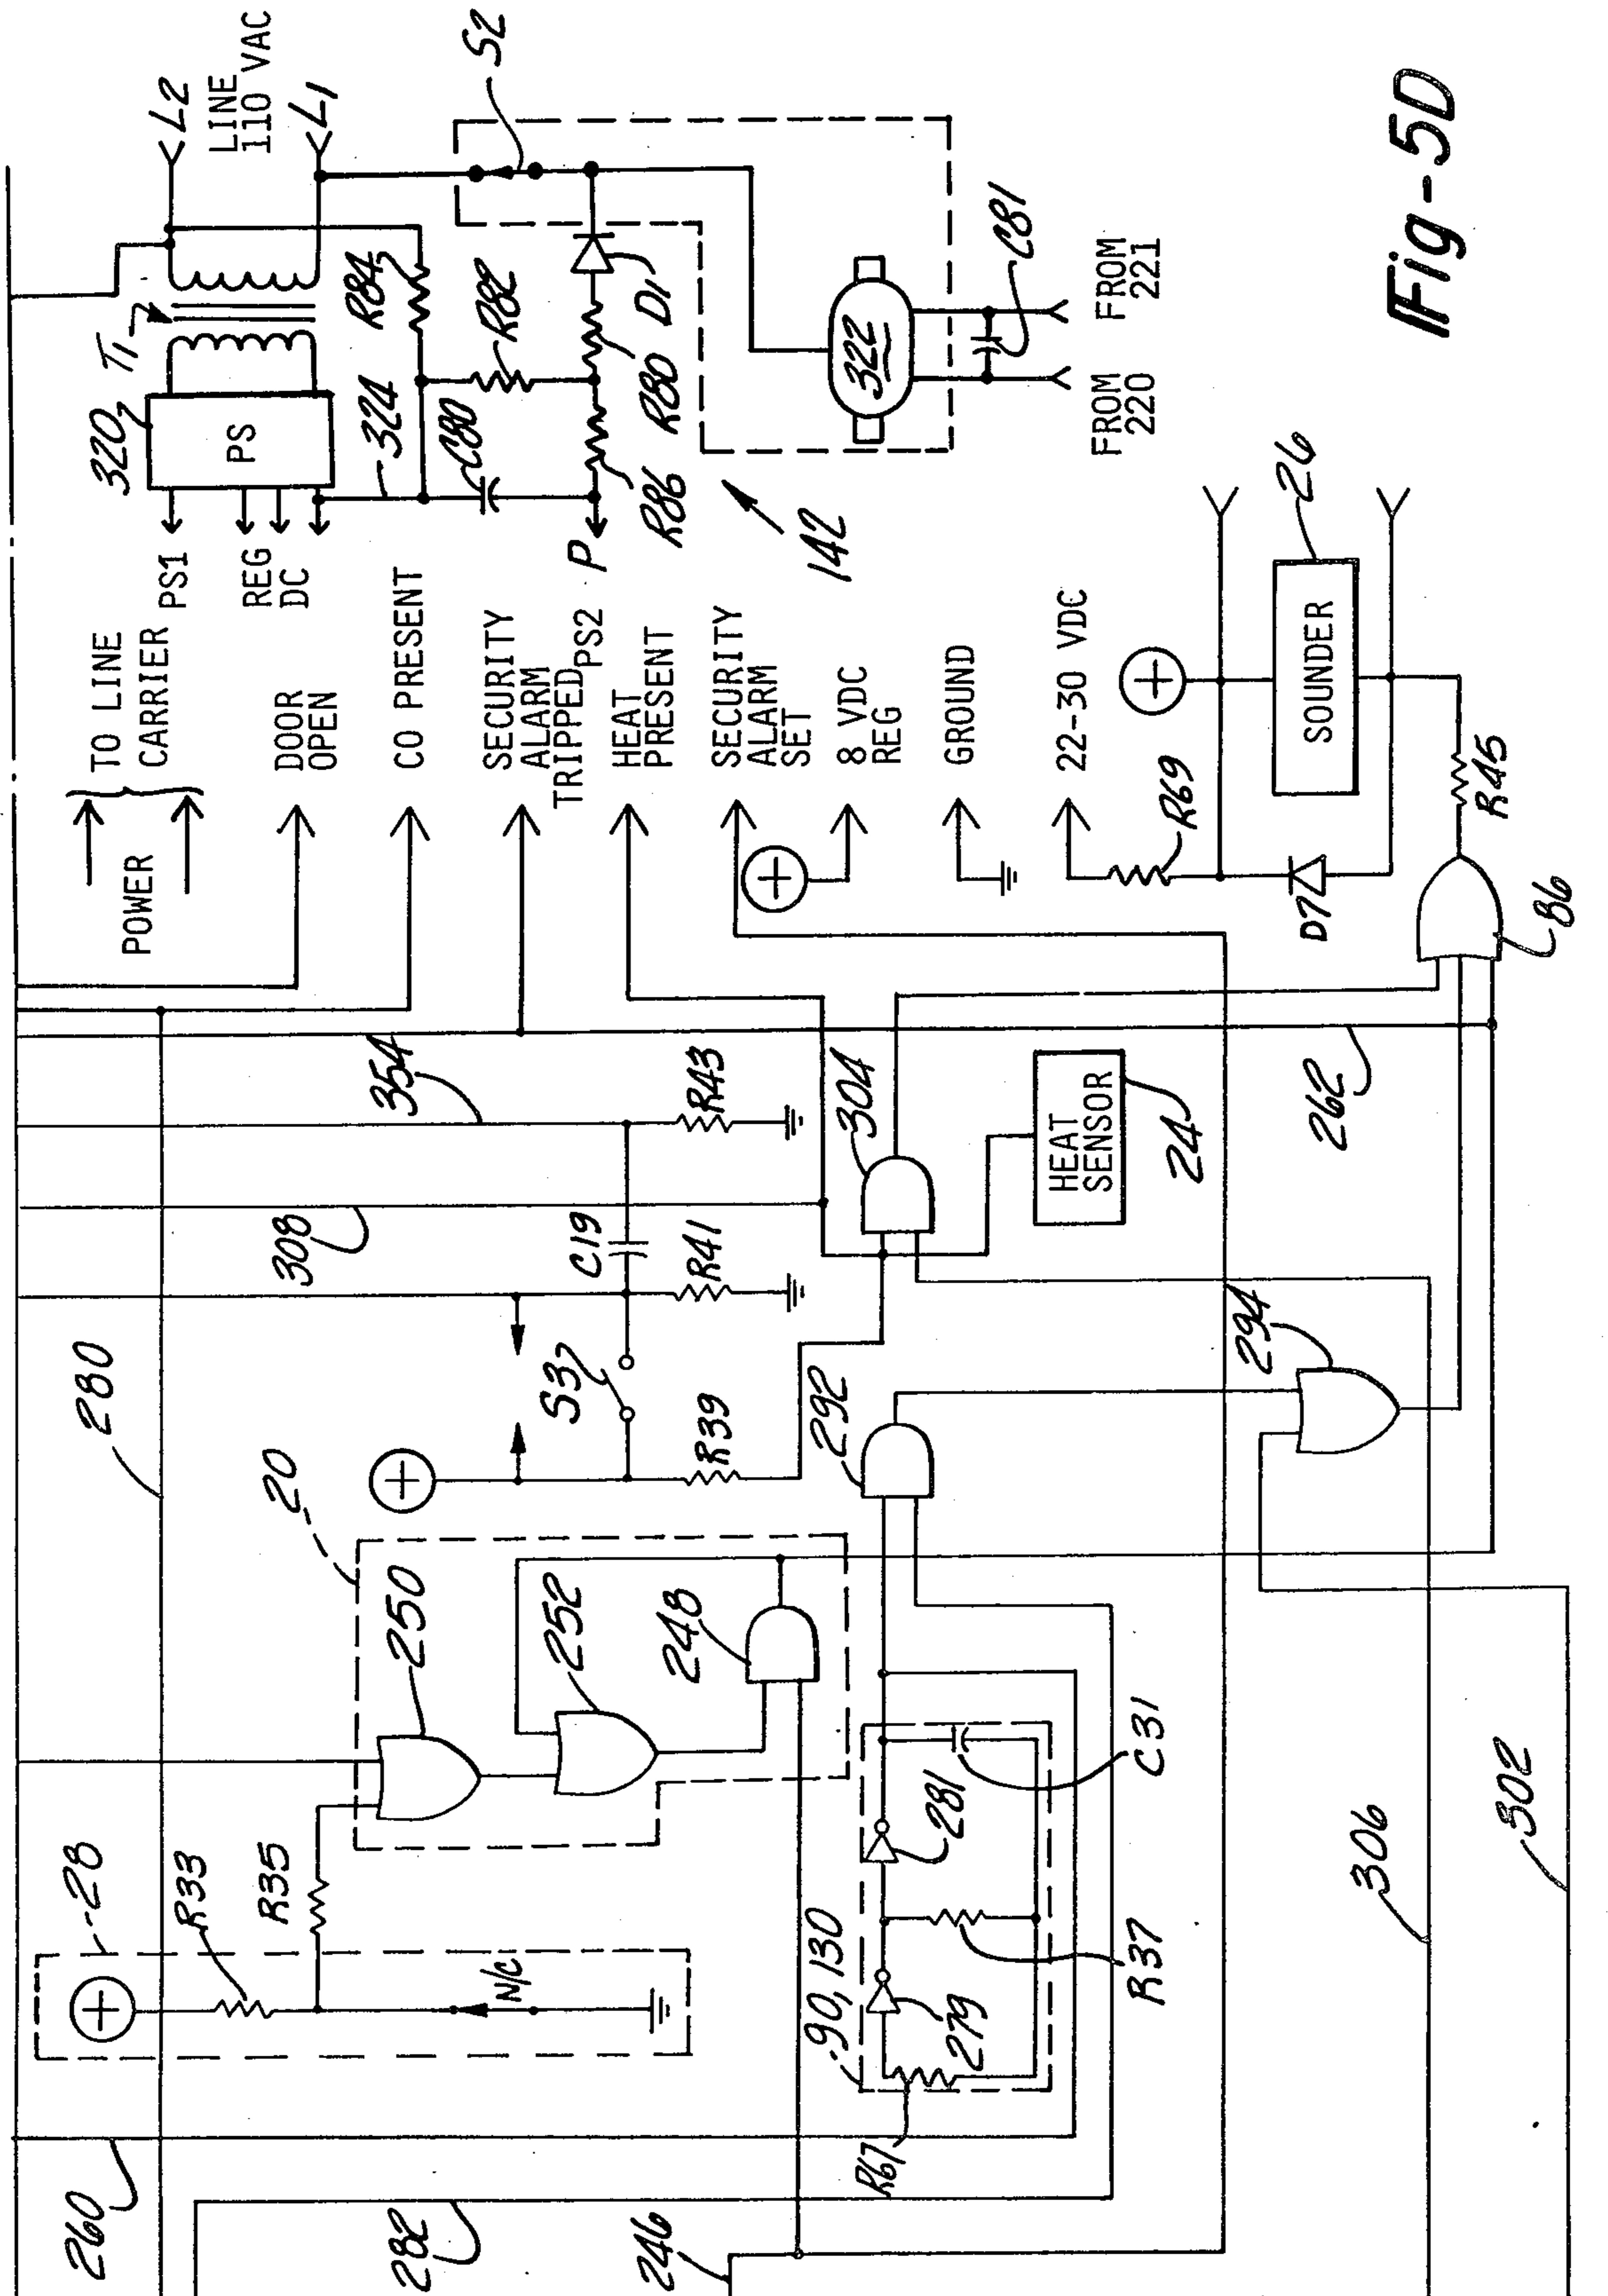 L2
LINE
110 VAC
L1
T1
320
PS
PS1
REG
DC
324
R84
C80
R82
S2
P
R86
R80
D1
322
C81
142
FROM
220
FROM
221
POWER
TO LINE
CARRIER
DOOR
OPEN
CO PRESENT
SECURITY
ALARM
TRIPPED
PS2
HEAT
PRESENT
SECURITY
ALARM
SET
+
8 VDC
REG
GROUND
22-30 VDC
R69
+
D7
SOUNDER
26
R45
86
280
308
354
20
+
S3
C19
R41
R43
R39
250
252
248
292
304
HEAT
SENSOR
24
262
294
28
+
R33
R35
N/C
90, 130
281
279
R67
R37
C31
260
282
246
306
302
Fig-5D